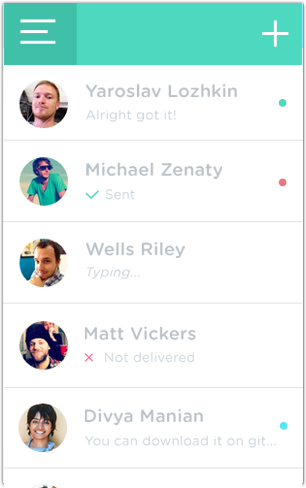 Yaroslav Lozhkin
Alright got it!
Michael Zenaty
Sent
Wells Riley
Typing...
Matt Vickers
Not delivered
Divya Manian
You can download it on git...